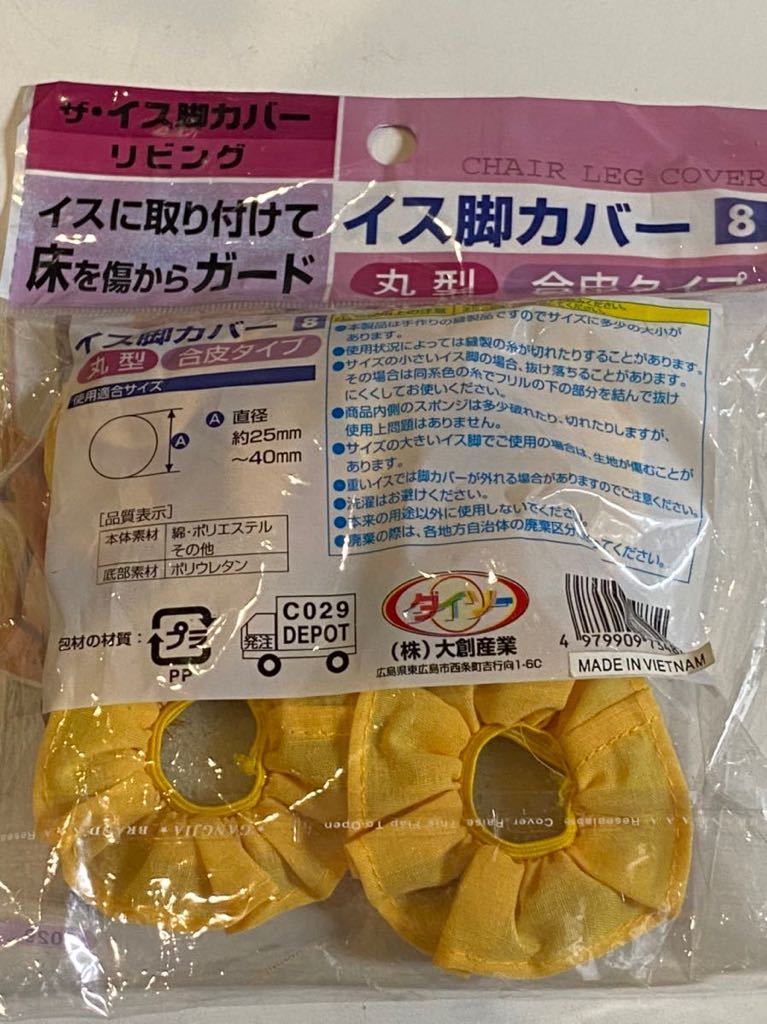 ザ・イス脚カバー
リビング
CHAIR LEG COVER
イスに取り付けて
床を傷からガード
イス脚カバー 8
丸型 合皮タイプ
イス脚カバー 8
丸型 合皮タイプ
使用適合サイズ
A
A 直径
約25mm
～40mm
[品質表示]
本体素材 綿・ポリエステル
その他
底部素材 ポリウレタン
●本製品は手作りの縫製品ですのでサイズに多少の大小が
あります。
●使用状況によっては縫製の糸が切れたりすることがあります。
●サイズの小さいイス脚の場合、抜け落ちることがあります。
その場合は同系色の糸でフリルの下の部分を結んで抜け
にくくしてお使いください。
●商品内側のスポンジは多少破れたり、切れたりしますが、
使用上問題はありません。
●サイズの大きいイス脚でご使用の場合は、生地が傷むことが
あります。
●重いイスでは脚カバーが外れる場合がありますのでご注意ください。
●洗濯はお避けください。
●本来の用途以外に使用しないでください。
●廃棄の際は、各地方自治体の廃棄区分 ってください。
包材の材質：プラ
PP
発注
C029
DEPOT
ダイソー
(株)大創産業
広島県東広島市西条町吉行向1-6C
4 979909
MADE IN VIETNAM
★GANGJIA★ BRAND Cover Raise This Flap To Open
Resealable